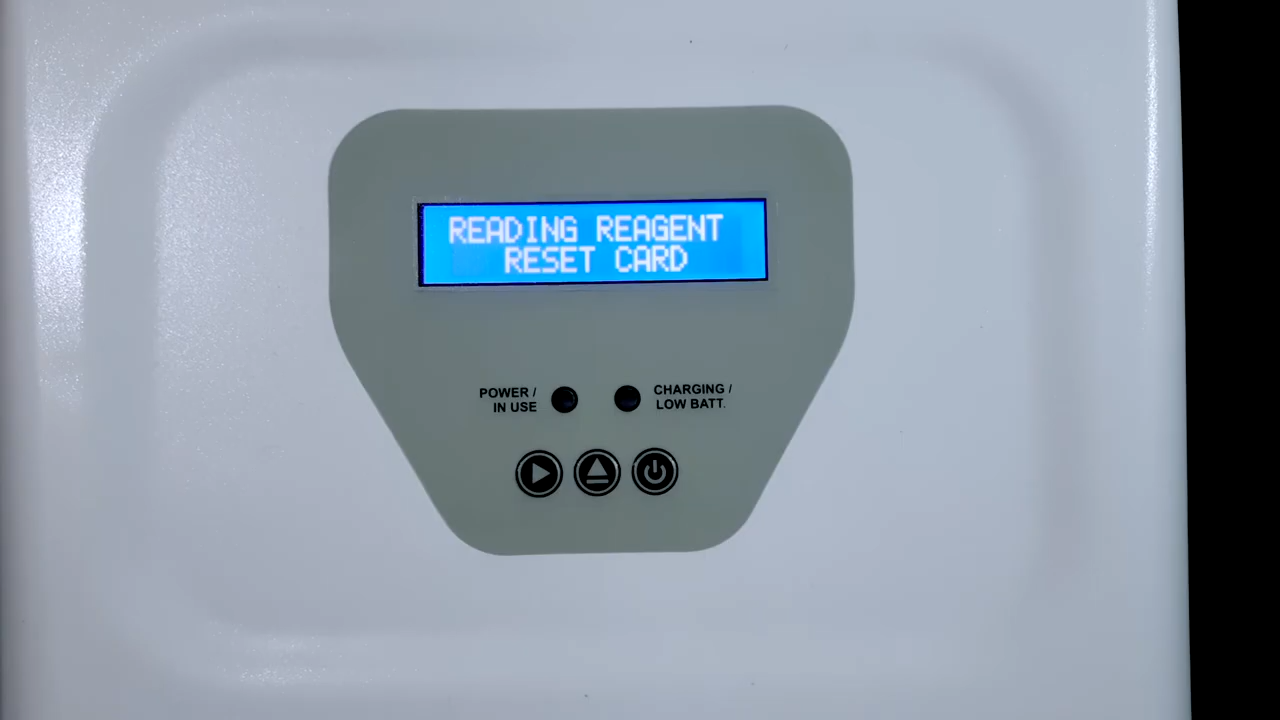 READING REAGENT
RESET CARD
POWER /
IN USE
CHARGING /
LOW BATT.